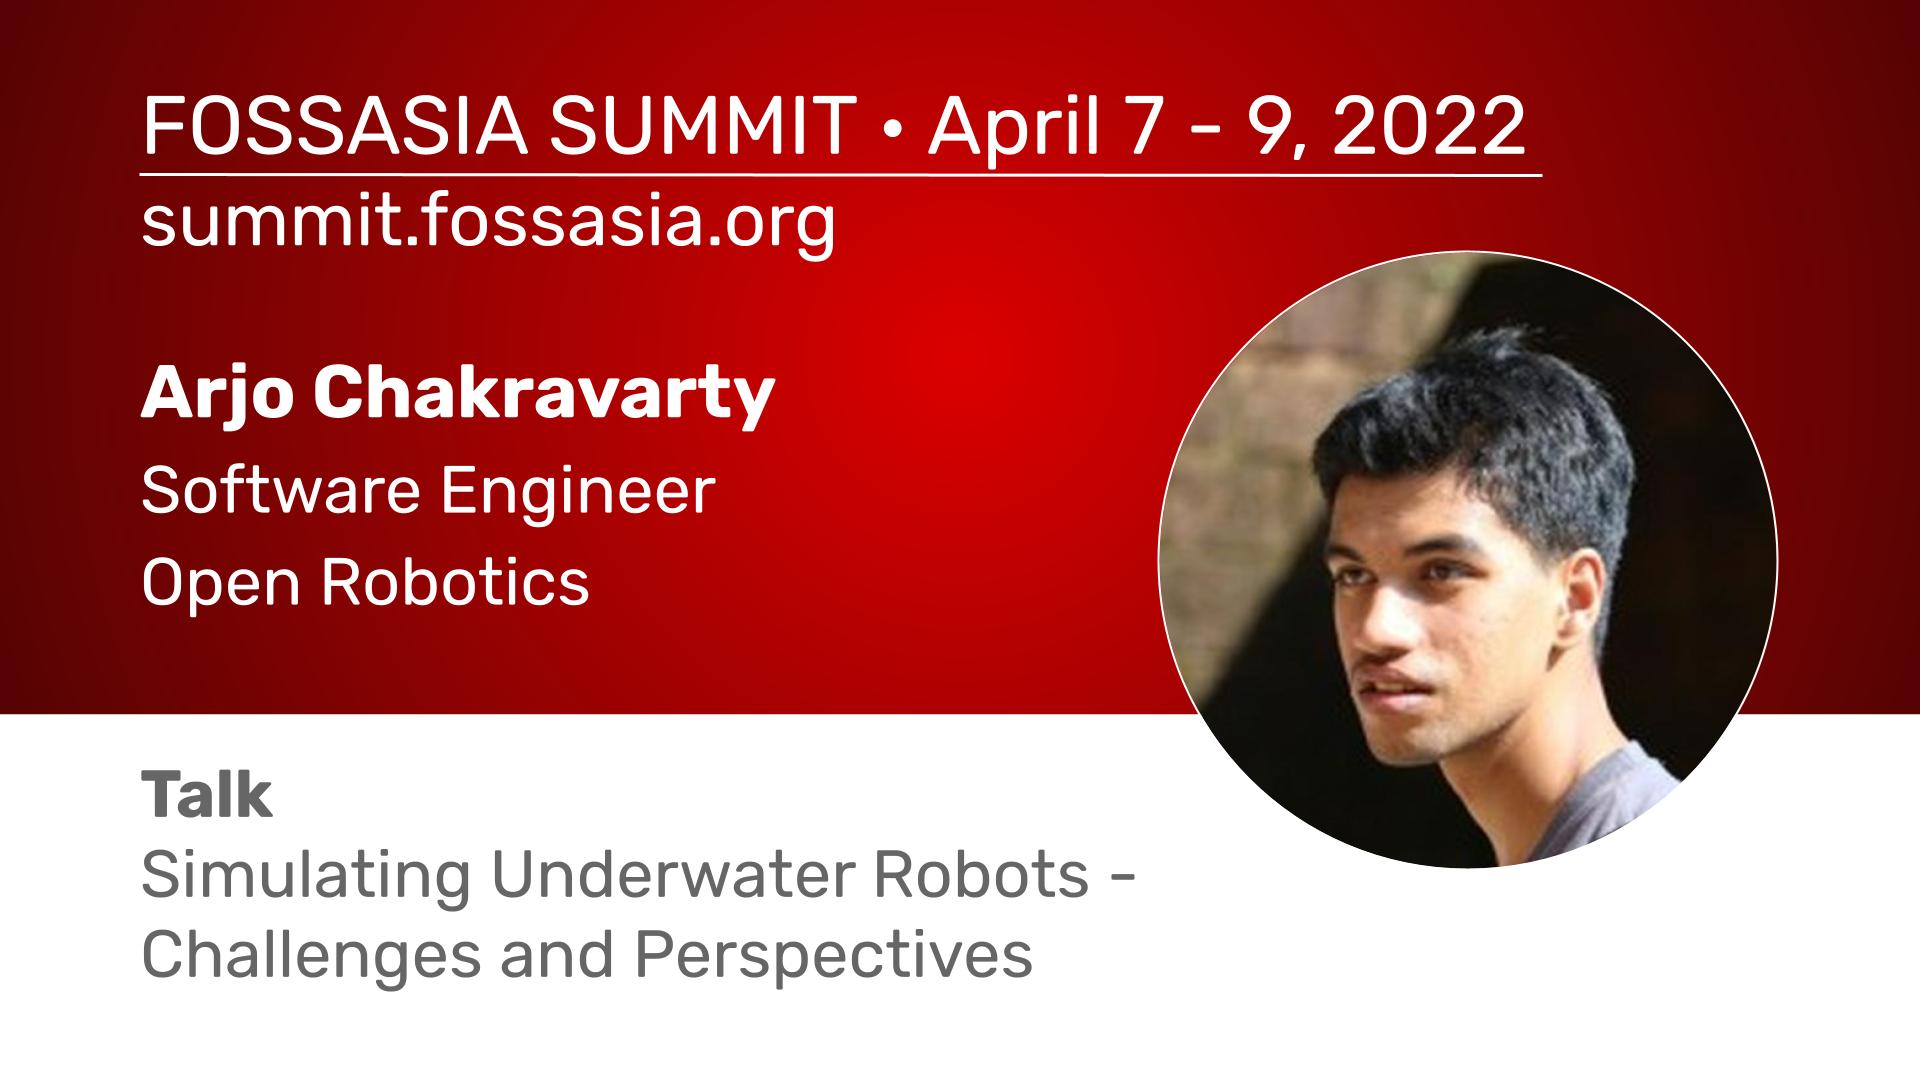 FOSSASIA SUMMIT • April 7 - 9, 2022
summit.fossasia.org
Arjo Chakravarty
Software Engineer
Open Robotics
Talk
Simulating Underwater Robots -
Challenges and Perspectives